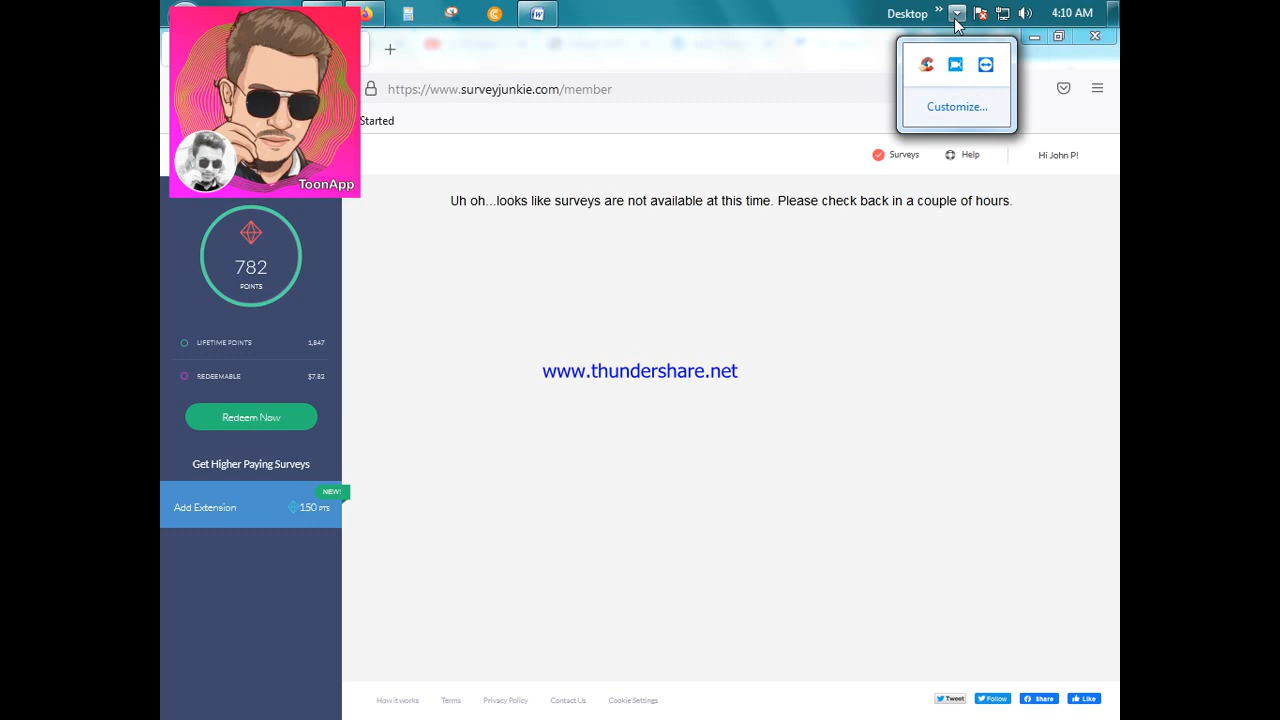 Desktop »
4:10 AM
+
https://www.surveyjunkie.com/member
Customize...
Started
Surveys
Help
Hi John P!
ToonApp
Uh oh...looks like surveys are not available at this time. Please check back in a couple of hours.
782
POINTS
LIFETIME POINTS 1,847
REDEEMABLE $7.82
www.thundershare.net
Redeem Now
Get Higher Paying Surveys
NEW!
Add Extension 150 PTS
How it works
Terms
Privacy Policy
Contact Us
Cookie Settings
Tweet
Follow
Share
Like